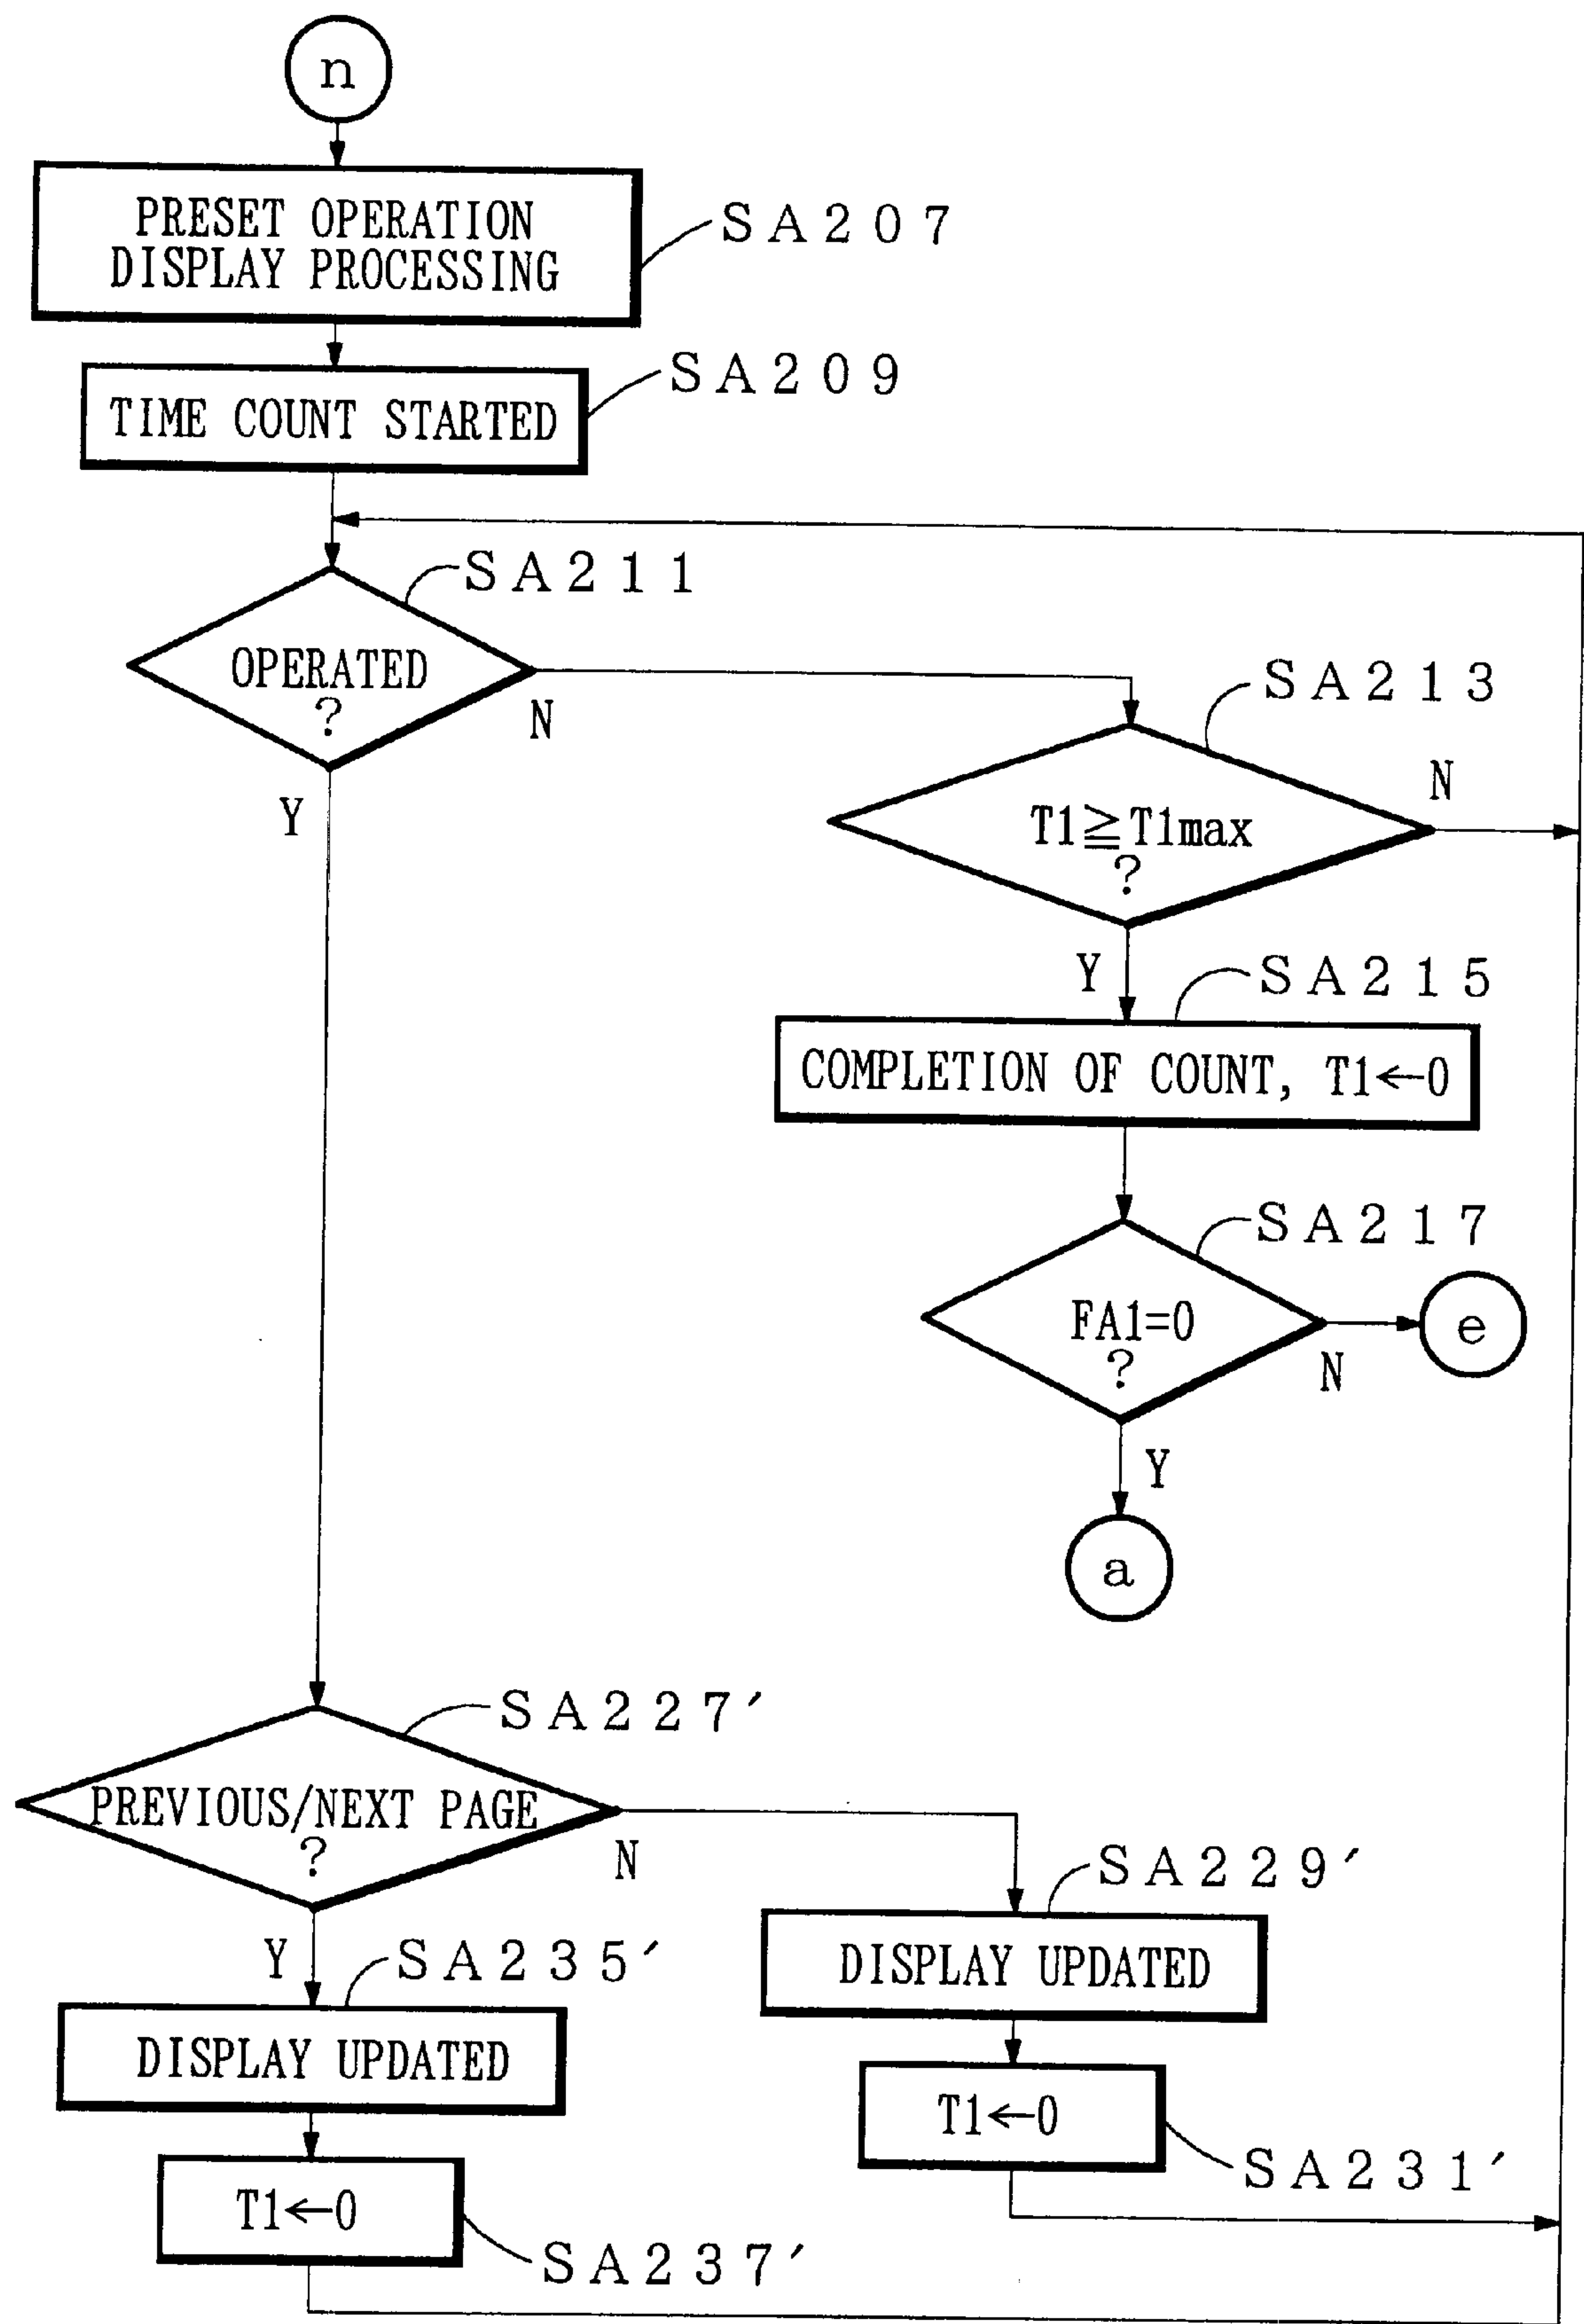 n
PRESET OPERATION
DISPLAY PROCESSING
SA207
SA209
TIME COUNT STARTED
SA211
OPERATED
?
N
Y
SA213
T1≧T1max
?
N
Y
SA215
COMPLETION OF COUNT, T1←0
SA217
FA1=0
?
N
e
Y
a
SA227′
PREVIOUS/NEXT PAGE
?
N
Y
SA229′
DISPLAY UPDATED
SA235′
DISPLAY UPDATED
T1←0
SA231′
T1←0
SA237′